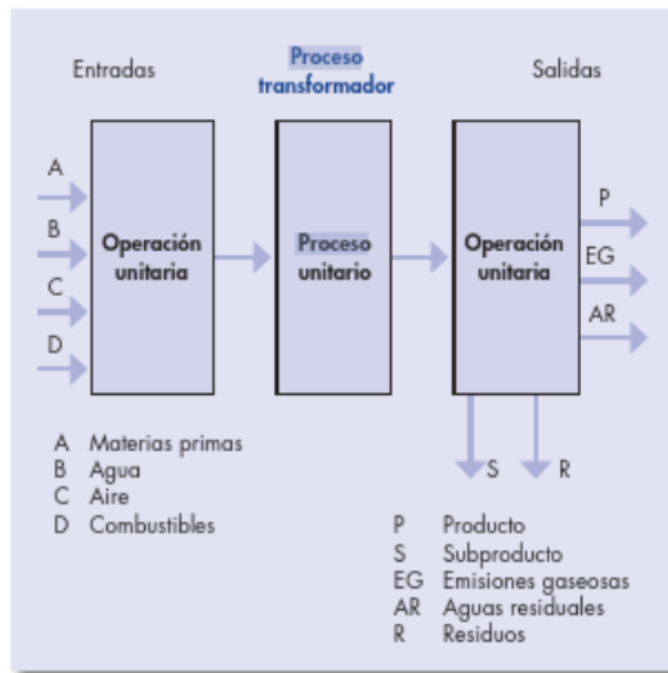 Entradas
Proceso
transformador
Salidas
A
B
C
D
Operación
unitaria
Proceso
unitario
Operación
unitaria
P
EG
AR
S
R
A Materias primas
B Agua
C Aire
D Combustibles
P Producto
S Subproducto
EG Emisiones gaseosas
AR Aguas residuales
R Residuos